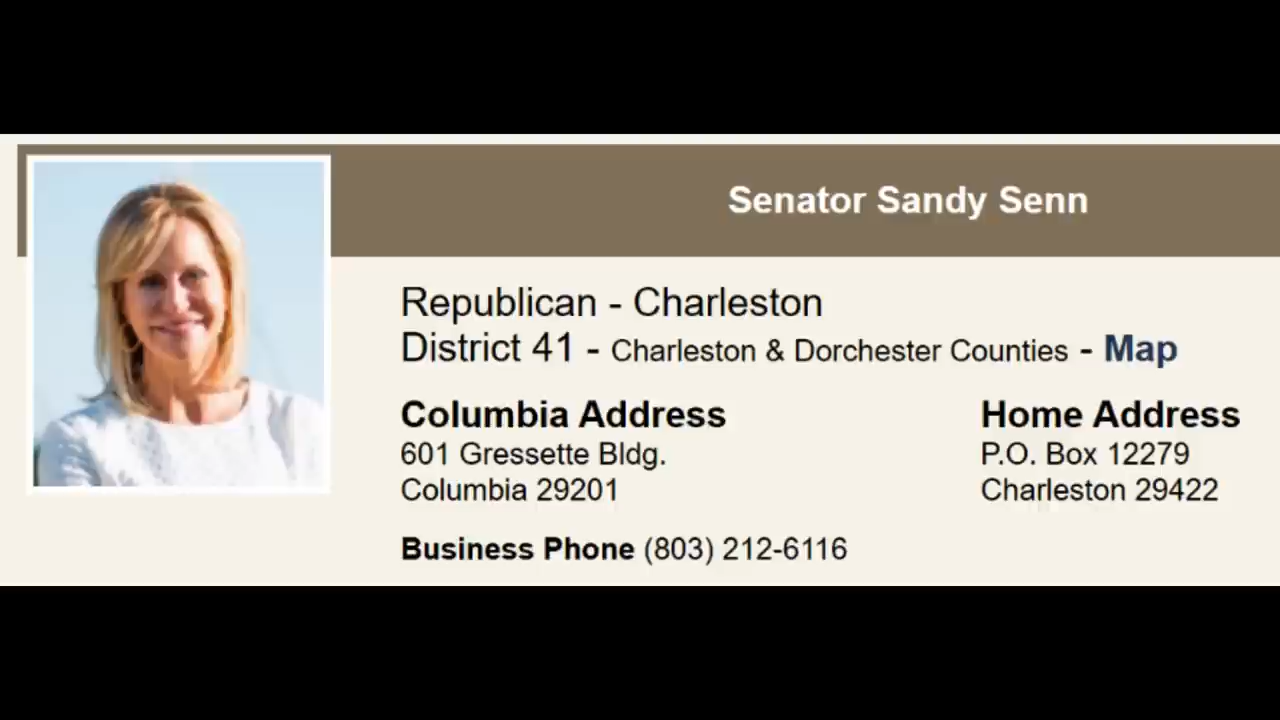 Senator Sandy Senn
Republican - Charleston
District 41 - Charleston & Dorchester Counties - Map
Columbia Address
601 Gressette Bldg.
Columbia 29201
Home Address
P.O. Box 12279
Charleston 29422
Business Phone (803) 212-6116